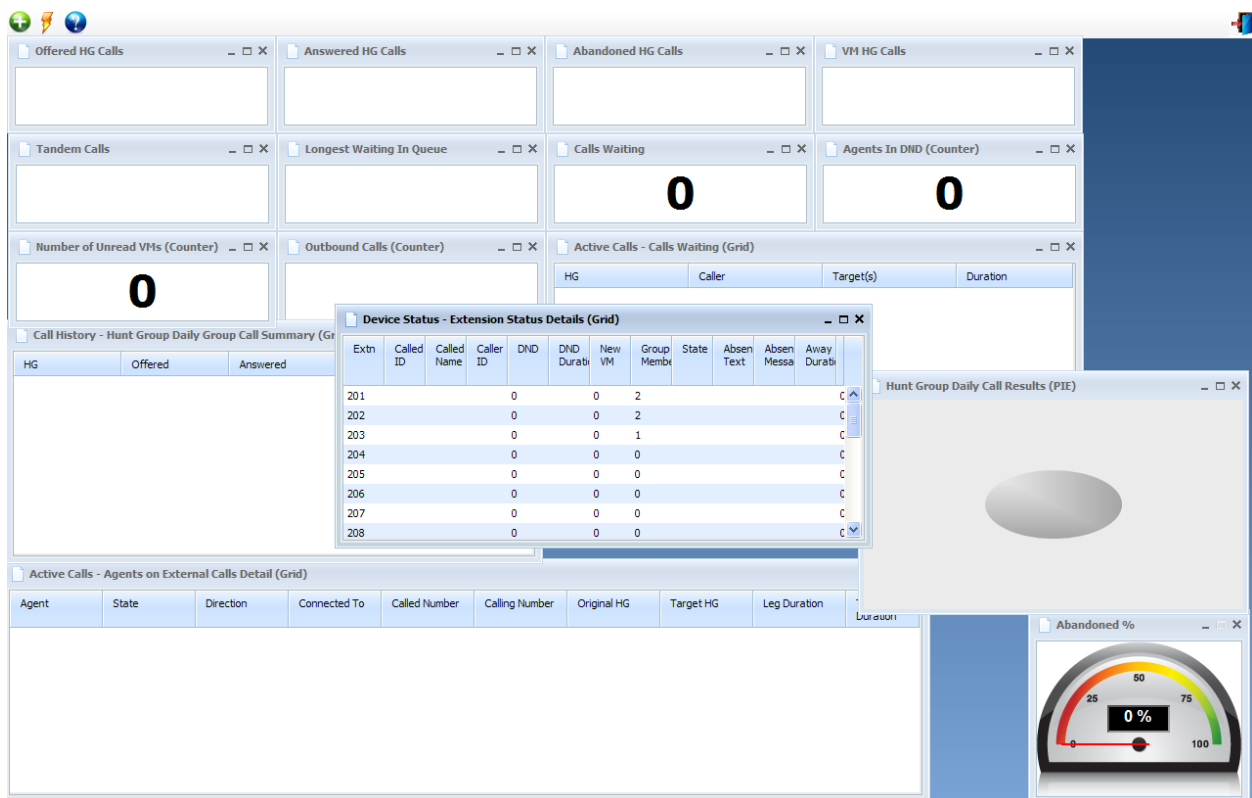 Offered HG Calls
Answered HG Calls
Abandoned HG Calls
VM HG Calls
Tandem Calls
Longest Waiting In Queue
Calls Waiting
Agents In DND (Counter)
0
0
Number of Unread VMs (Counter)
Outbound Calls (Counter)
Active Calls - Calls Waiting (Grid)
0
HG Caller Target(s) Duration
Call History - Hunt Group Daily Group Call Summary (Gr
HG Offered Answered
Device Status - Extension Status Details (Grid)
Extn Called Called Caller DND DND New Group State Absen Absen Away
ID Name ID Durati VM Membe Text Messa Durati
201 0 0 2 0
202 0 0 2 0
203 0 0 1 0
204 0 0 0 0
205 0 0 0 0
206 0 0 0 0
207 0 0 0 0
208 0 0 0 0
Hunt Group Daily Call Results (PIE)
Active Calls - Agents on External Calls Detail (Grid)
Agent State Direction Connected To Called Number Calling Number Original HG Target HG Leg Duration
Duration
Abandoned %
50
25 75
0 %
0 100